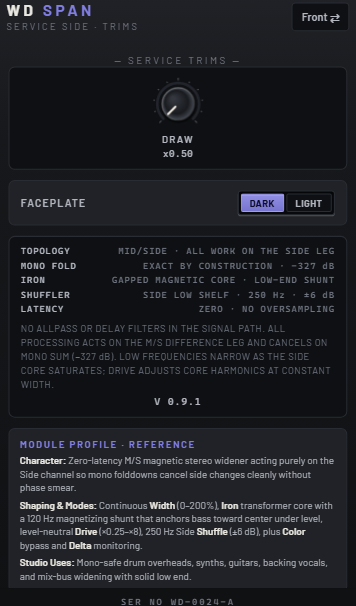 WD SPAN
SERVICE SIDE · TRIMS
Front ⇄
— SERVICE TRIMS —
DRAW
x0.50
FACEPLATE
DARK
LIGHT
TOPOLOGY MID/SIDE · ALL WORK ON THE SIDE LEG
MONO FOLD EXACT BY CONSTRUCTION · −327 dB
IRON GAPPED MAGNETIC CORE · LOW-END SHUNT
SHUFFLER SIDE LOW SHELF · 250 Hz · ±6 dB
LATENCY ZERO · NO OVERSAMPLING
NO ALLPASS OR DELAY FILTERS IN THE SIGNAL PATH. ALL
PROCESSING ACTS ON THE M/S DIFFERENCE LEG AND CANCELS ON
MONO SUM (−327 dB). LOW FREQUENCIES NARROW AS THE SIDE
CORE SATURATES; DRIVE ADJUSTS CORE HARMONICS AT CONSTANT
WIDTH.
V 0.9.1
MODULE PROFILE · REFERENCE
Character: Zero-latency M/S magnetic stereo widener acting purely on the
Side channel so mono folddowns cancel side changes cleanly without
phase smear.
Shaping & Modes: Continuous Width (0–200%), Iron transformer core with
a 120 Hz magnetizing shunt that anchors bass toward center under level,
level-neutral Drive (×0.25–×8), 250 Hz Side Shuffle (±6 dB), plus Color
bypass and Delta monitoring.
Studio Uses: Mono-safe drum overheads, synths, guitars, backing vocals,
and mix-bus widening with solid low end.
SER NO WD-0024-A